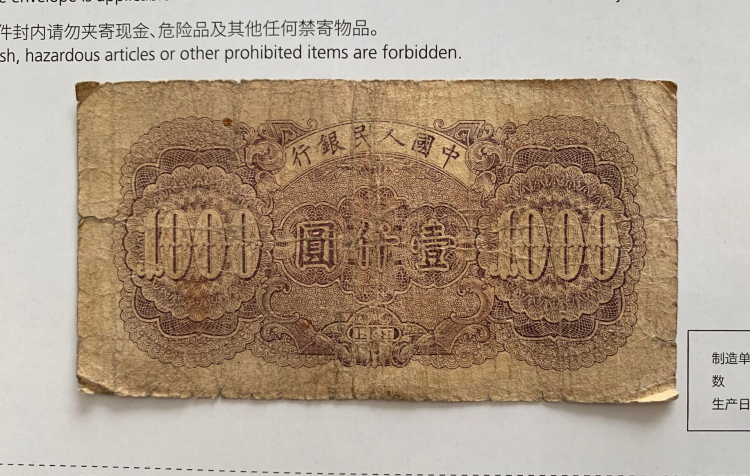 envelope is
件封内请勿夹寄现金、危险品及其他任何禁寄物品。
sh, hazardous articles or other prohibited items are forbidden.
中國人民銀行
1000
壹仟圓
1000
制造单
数
生产日